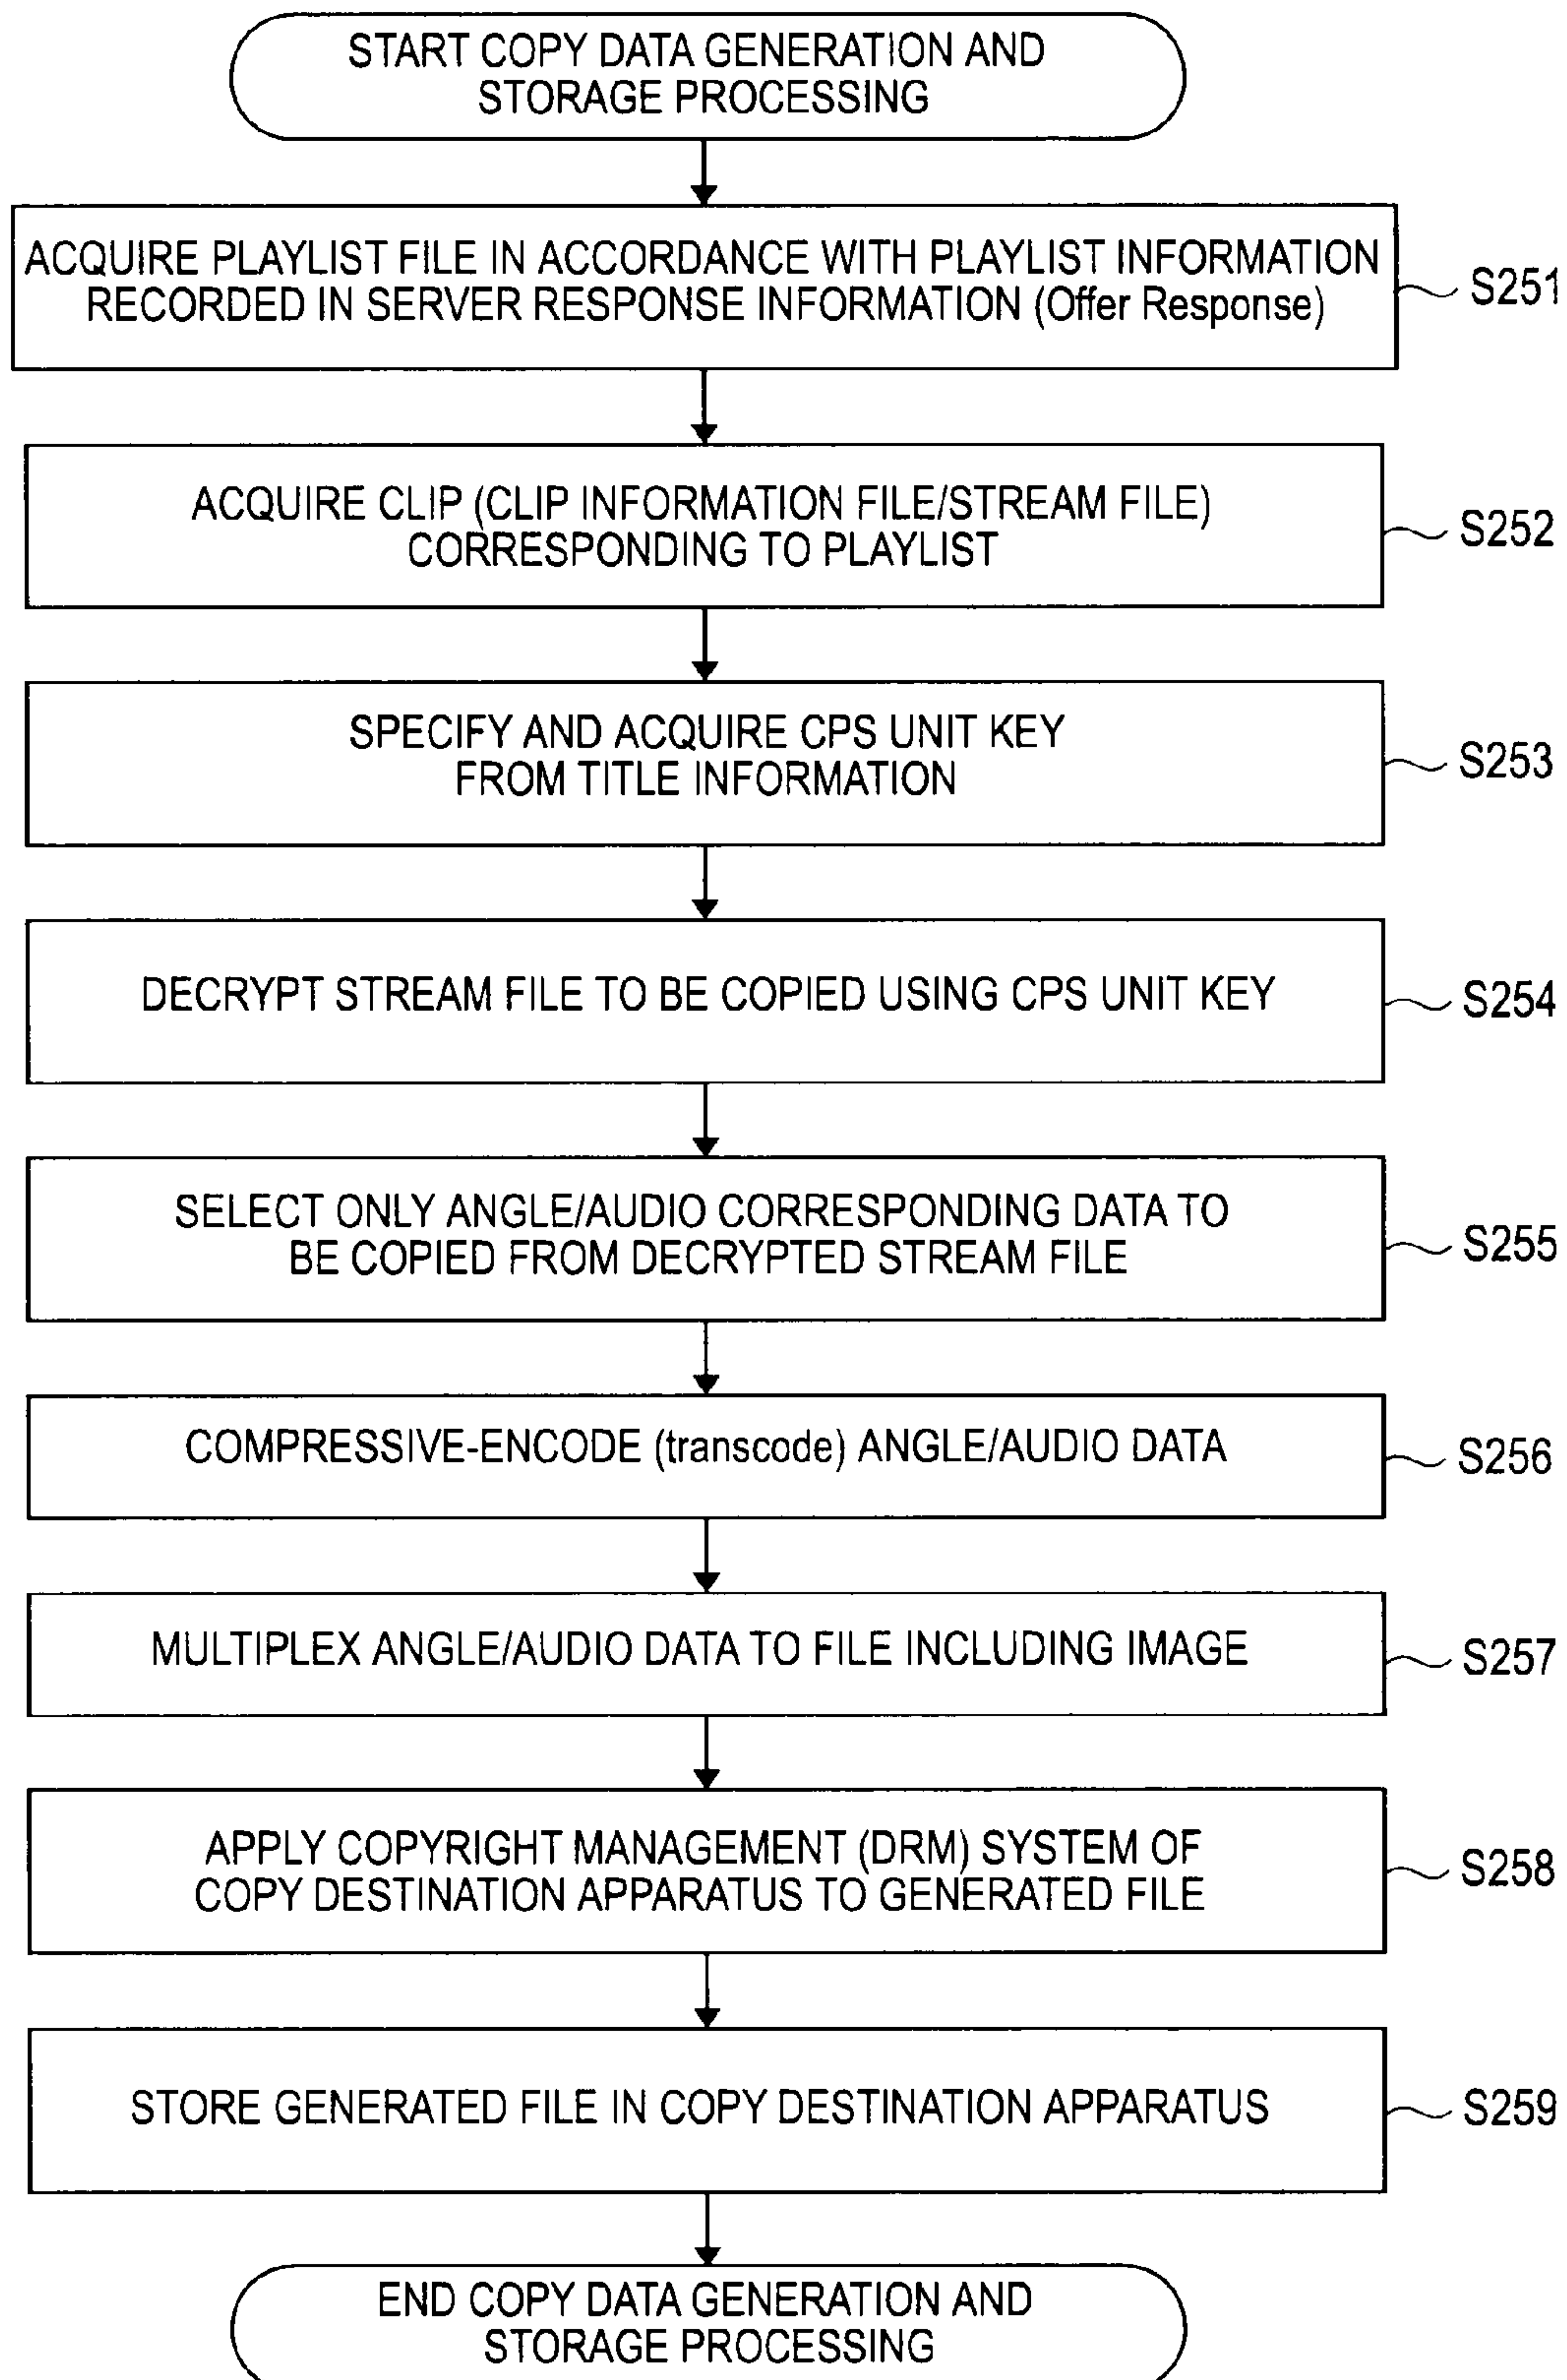 START COPY DATA GENERATION AND
STORAGE PROCESSING
ACQUIRE PLAYLIST FILE IN ACCORDANCE WITH PLAYLIST INFORMATION
RECORDED IN SERVER RESPONSE INFORMATION (Offer Response)
S251
ACQUIRE CLIP (CLIP INFORMATION FILE/STREAM FILE)
CORRESPONDING TO PLAYLIST
S252
SPECIFY AND ACQUIRE CPS UNIT KEY
FROM TITLE INFORMATION
S253
DECRYPT STREAM FILE TO BE COPIED USING CPS UNIT KEY
S254
SELECT ONLY ANGLE/AUDIO CORRESPONDING DATA TO
BE COPIED FROM DECRYPTED STREAM FILE
S255
COMPRESSIVE-ENCODE (transcode) ANGLE/AUDIO DATA
S256
MULTIPLEX ANGLE/AUDIO DATA TO FILE INCLUDING IMAGE
S257
APPLY COPYRIGHT MANAGEMENT (DRM) SYSTEM OF
COPY DESTINATION APPARATUS TO GENERATED FILE
S258
STORE GENERATED FILE IN COPY DESTINATION APPARATUS
S259
END COPY DATA GENERATION AND
STORAGE PROCESSING